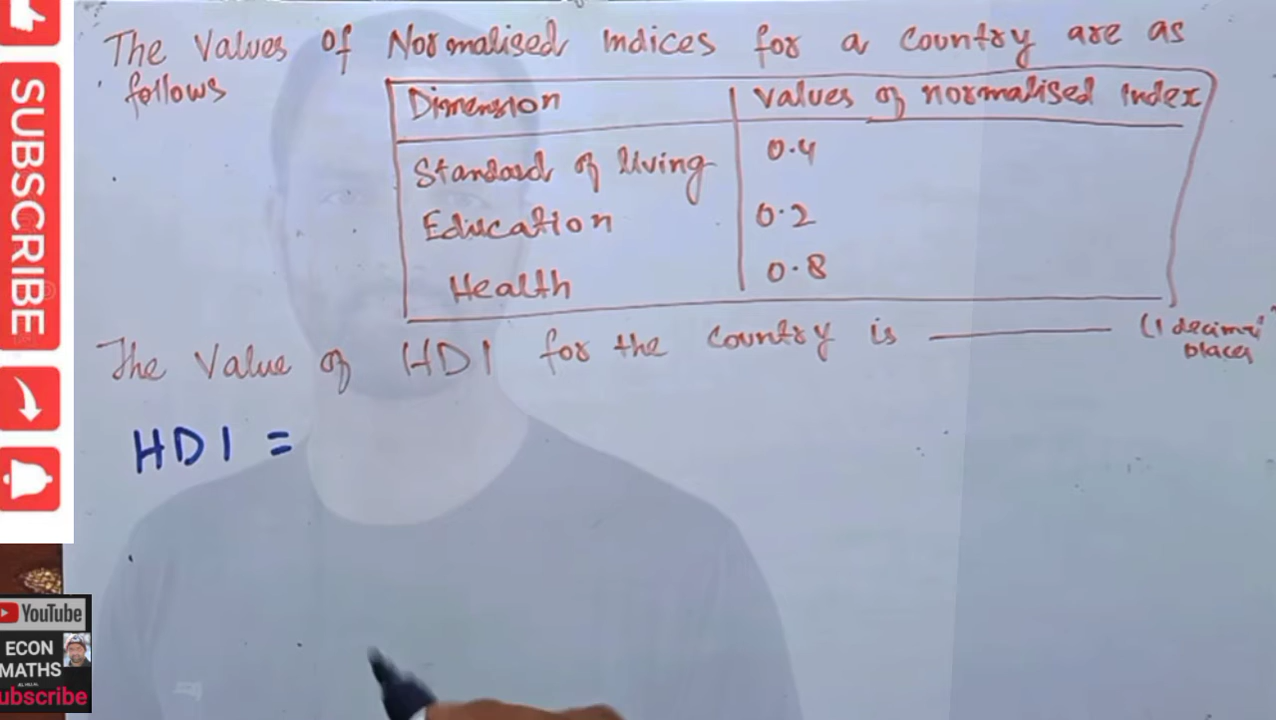 The Values of Normalised Indices for a Country are as
follows
Dimension values of normalised Index
Standard of living 0.4
Education 0.2
Health 0.8
The Value of HDI for the Country is ________ (1 decimal
places
HDI =
SUBSCRIBE
YouTube
ECON
MATHS
ubscribe